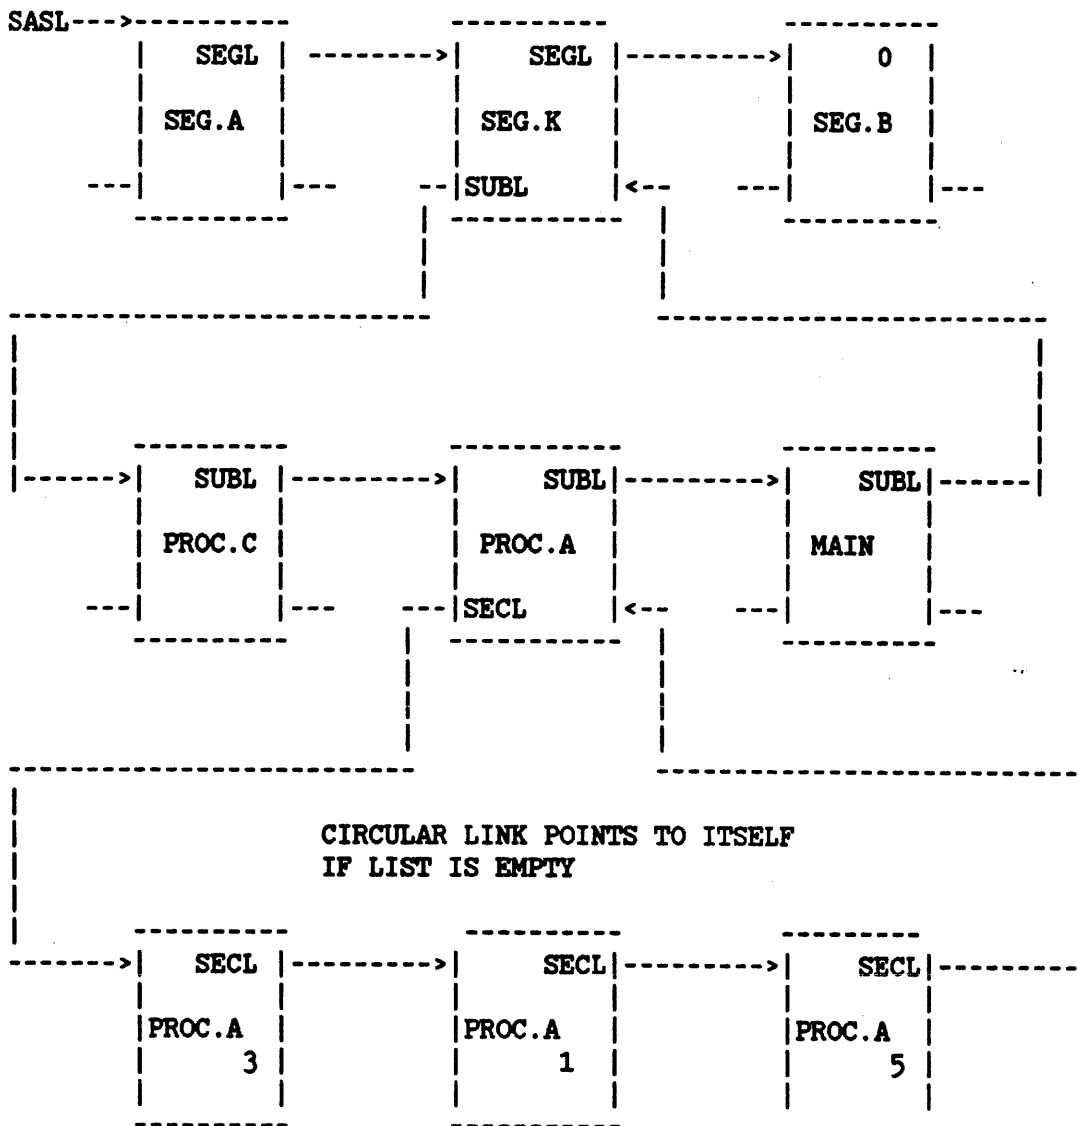 SASL--->----------
SEGL ---------> SEGL ---------> 0
SEG.A SEG.K SEG.B
SUBL
SUBL SUBL SUBL
PROC.C PROC.A MAIN
SECL
CIRCULAR LINK POINTS TO ITSELF
IF LIST IS EMPTY
SECL SECL SECL
PROC.A PROC.A PROC.A
3 1 5